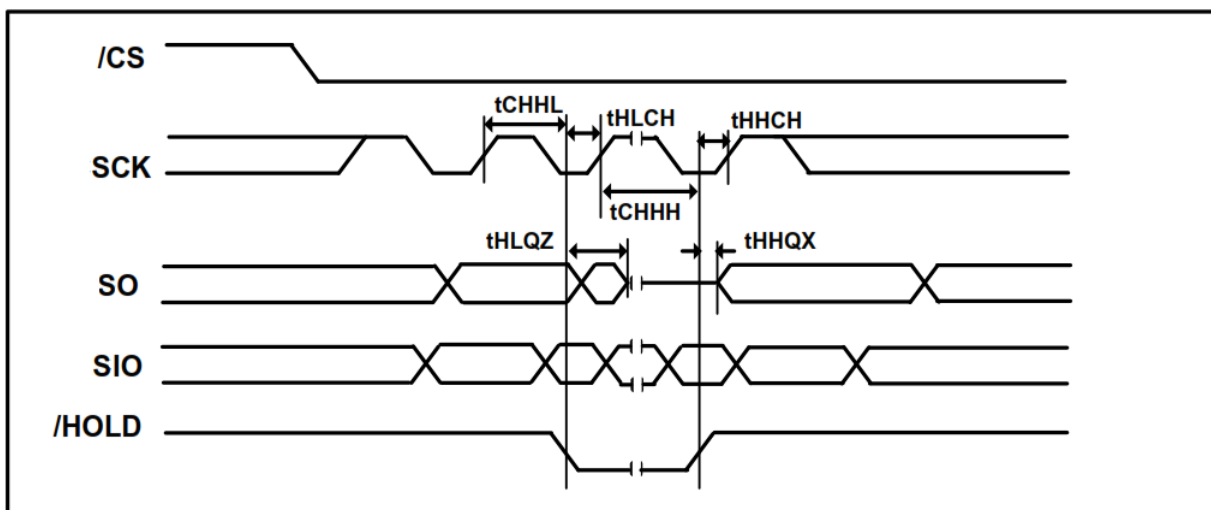 /CS
tCHHL
tHLCH
tHHCH
SCK
tCHHH
tHLQZ
tHHQX
SO
SIO
/HOLD